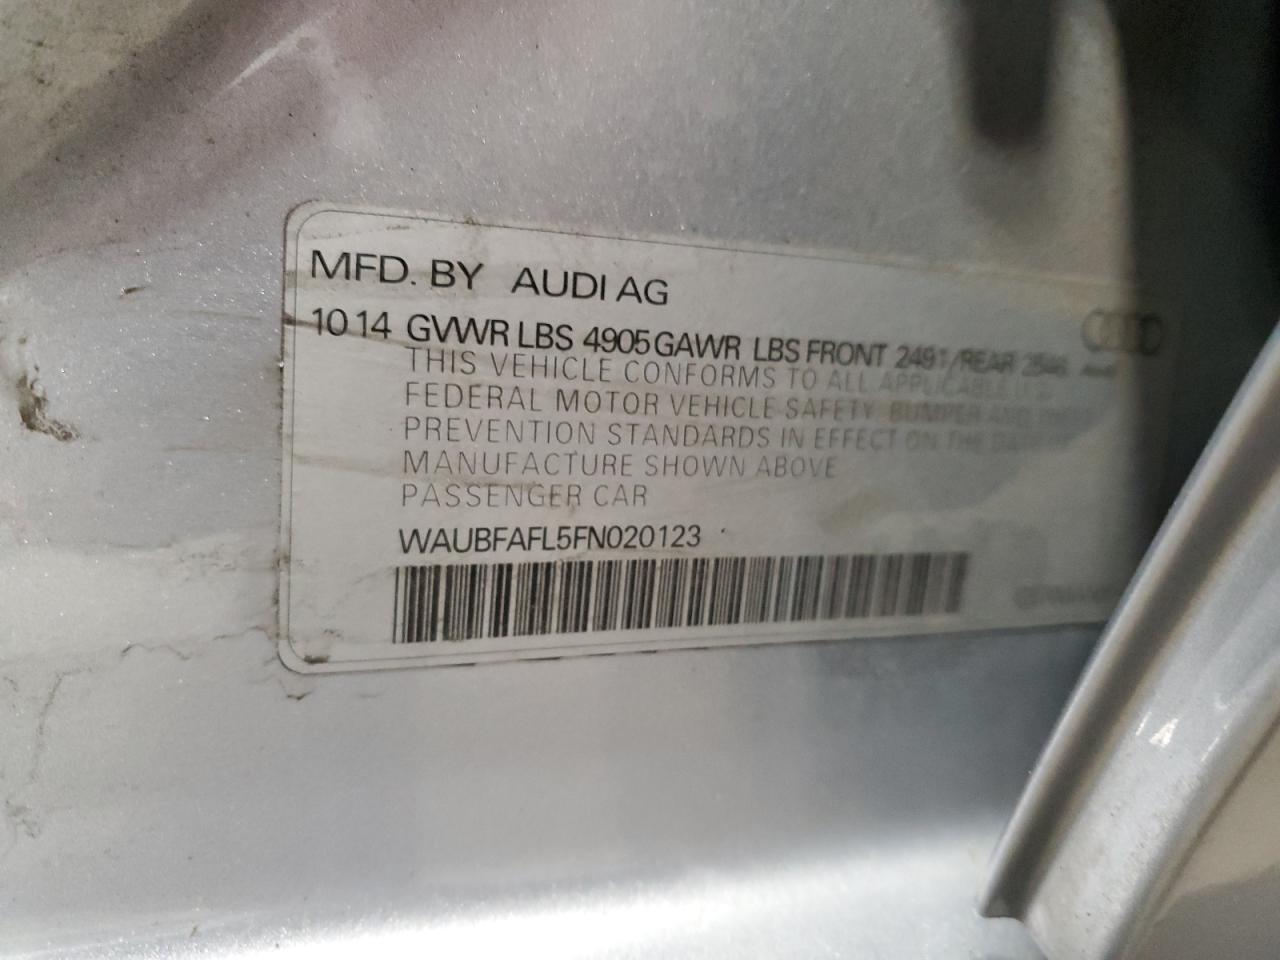 MFD. BY AUDI AG
10 14 GVWR LBS 4905 GAWR LBS FRONT 2491/REAR
THIS VEHICLE CONFORMS TO ALL APPLICABLE
FEDERAL MOTOR VEHICLE SAFETY, BUMPER AND
PREVENTION STANDARDS IN EFFECT ON THE
MANUFACTURE SHOWN ABOVE
PASSENGER CAR
WAUBFAFL5FN020123